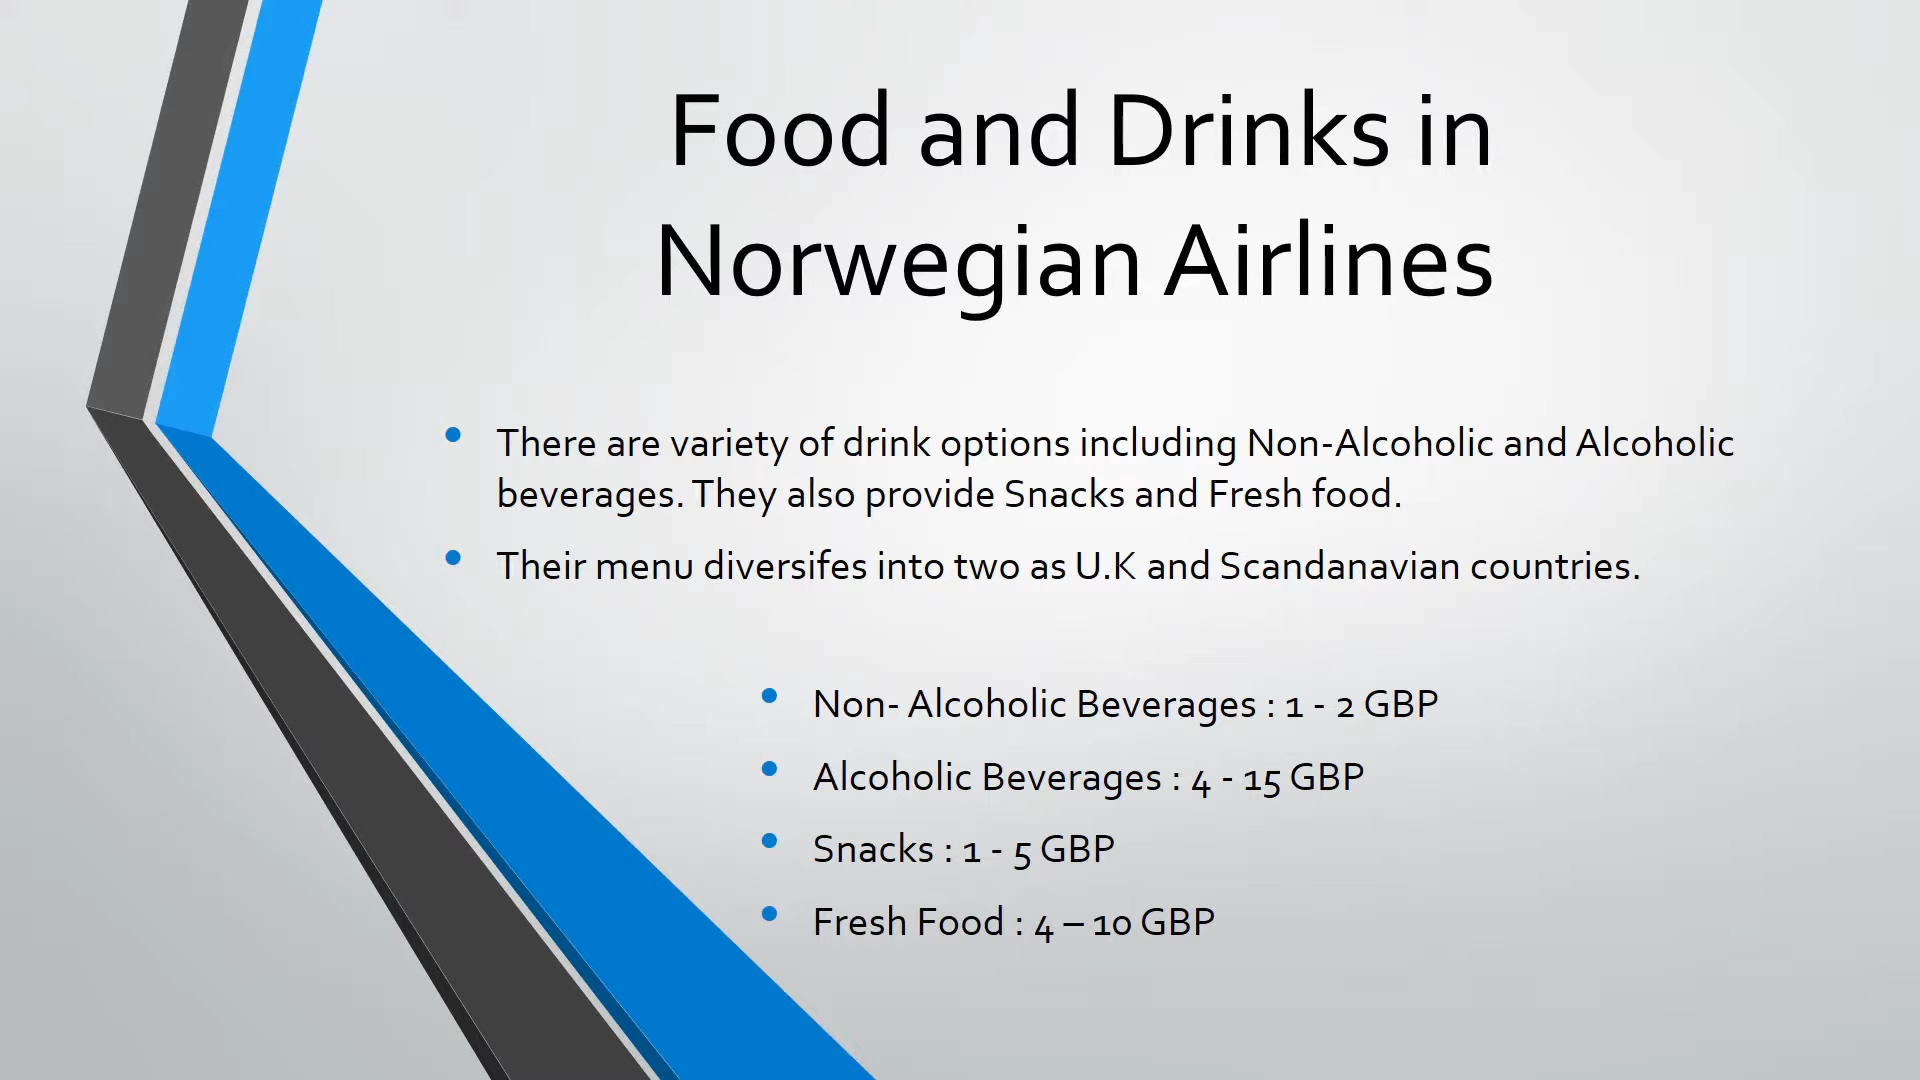 Food and Drinks in
Norwegian Airlines
• There are variety of drink options including Non-Alcoholic and Alcoholic
beverages. They also provide Snacks and Fresh food.
• Their menu diversifes into two as U.K and Scandanavian countries.
• Non- Alcoholic Beverages : 1 - 2 GBP
• Alcoholic Beverages : 4 - 15 GBP
• Snacks : 1 - 5 GBP
• Fresh Food : 4 – 10 GBP